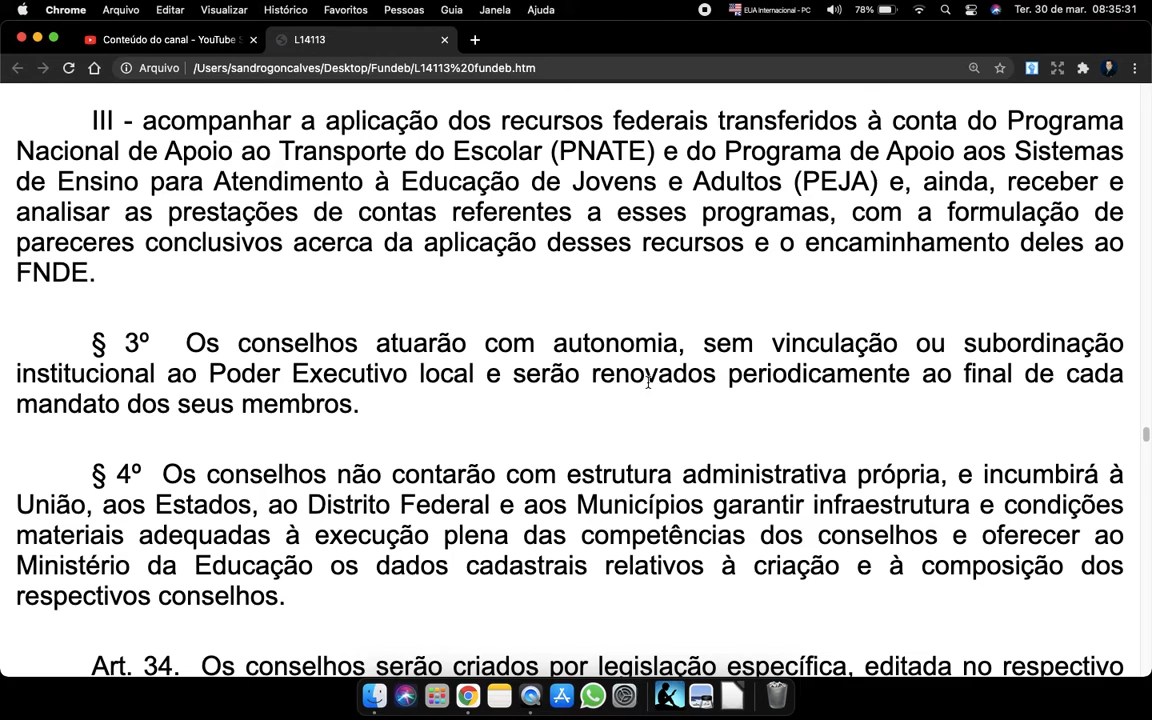 Chrome Arquivo Editar Visualizar Histórico Favoritos Pessoas Guia Janela Ajuda EUA Internacional - PC 78% Ter. 30 de mar. 08:35:31
Conteúdo do canal - YouTube L14113
Arquivo /Users/sandrogoncalves/Desktop/Fundeb/L14113%20fundeb.htm
III - acompanhar a aplicação dos recursos federais transferidos à conta do Programa
Nacional de Apoio ao Transporte do Escolar (PNATE) e do Programa de Apoio aos Sistemas
de Ensino para Atendimento à Educação de Jovens e Adultos (PEJA) e, ainda, receber e
analisar as prestações de contas referentes a esses programas, com a formulação de
pareceres conclusivos acerca da aplicação desses recursos e o encaminhamento deles ao
FNDE.
§ 3º Os conselhos atuarão com autonomia, sem vinculação ou subordinação
institucional ao Poder Executivo local e serão renovados periodicamente ao final de cada
mandato dos seus membros.
§ 4º Os conselhos não contarão com estrutura administrativa própria, e incumbirá à
União, aos Estados, ao Distrito Federal e aos Municípios garantir infraestrutura e condições
materiais adequadas à execução plena das competências dos conselhos e oferecer ao
Ministério da Educação os dados cadastrais relativos à criação e à composição dos
respectivos conselhos.
Art. 34. Os conselhos serão criados por legislação específica, editada no respectivo